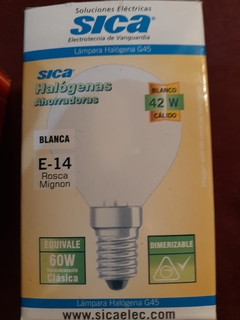 Soluciones Eléctricas
sica
Electrotecnia de Vanguardia
Lámpara Halógena G45
sica
Halógenas
Ahorradoras
BLANCO
42 W
CÁLIDO
BLANCA
E-14
Rosca
Mignon
EQUIVALE
60W
Clásica
DIMERIZABLE
www.sicaelec.com
Lámpara Halógena G45